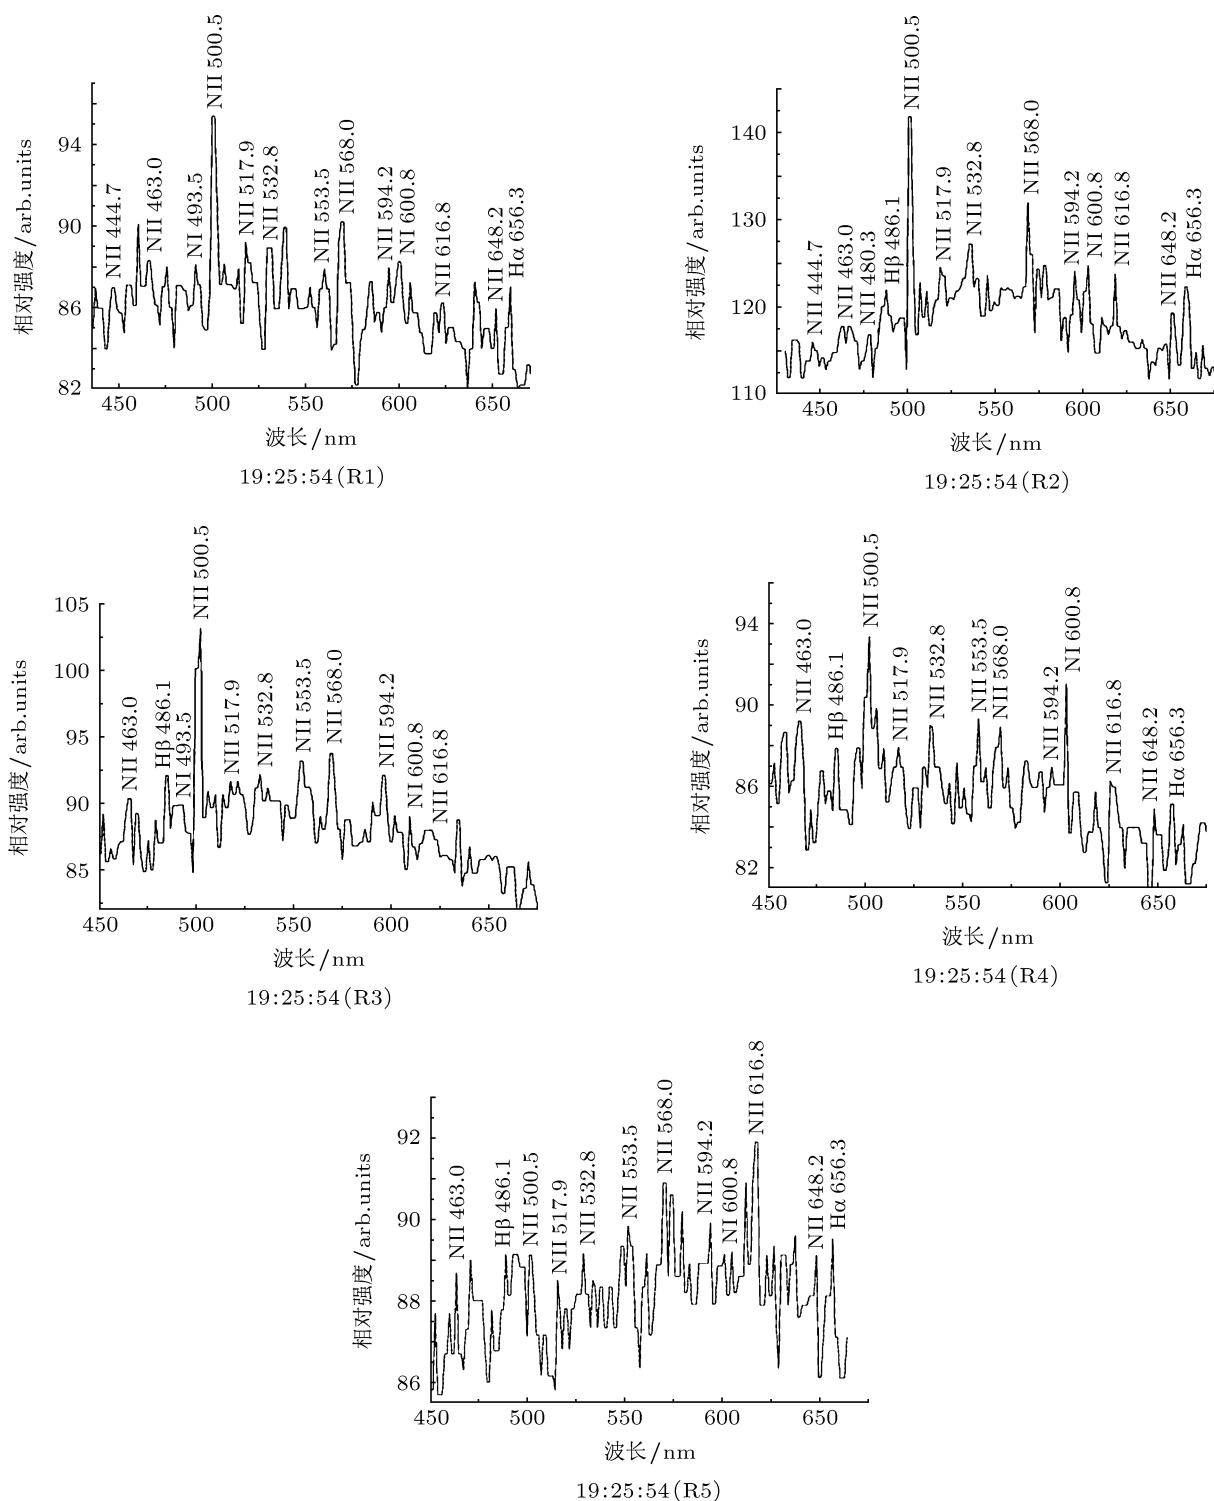 相对强度/arb.units
94
90
86
82
NII 444.7
NII 463.0
NI 493.5
NII 500.5
NII 517.9
NII 532.8
NII 553.5
NII 568.0
NII 594.2
NI 600.8
NII 616.8
NII 648.2
Hα 656.3
450 500 550 600 650
波长/nm
19:25:54(R1)
相对强度/arb.units
140
130
120
110
NII 444.7
NII 463.0
NII 480.3
Hβ 486.1
NII 500.5
NII 517.9
NII 532.8
NII 568.0
NII 594.2
NI 600.8
NII 616.8
NII 648.2
Hα 656.3
450 500 550 600 650
波长/nm
19:25:54(R2)
相对强度/arb.units
105
100
95
90
85
NII 463.0
Hβ 486.1
NI 493.5
NII 500.5
NII 517.9
NII 532.8
NII 553.5
NII 568.0
NII 594.2
NI 600.8
NII 616.8
450 500 550 600 650
波长/nm
19:25:54(R3)
相对强度/arb.units
94
90
86
82
NII 463.0
Hβ 486.1
NII 500.5
NII 517.9
NII 532.8
NII 553.5
NII 568.0
NII 594.2
NI 600.8
NII 616.8
NII 648.2
Hα 656.3
450 500 550 600 650
波长/nm
19:25:54(R4)
相对强度/arb.units
92
90
88
86
NII 463.0
Hβ 486.1
NII 500.5
NII 517.9
NII 532.8
NII 553.5
NII 568.0
NII 594.2
NI 600.8
NII 616.8
NII 648.2
Hα 656.3
450 500 550 600 650
波长/nm
19:25:54(R5)